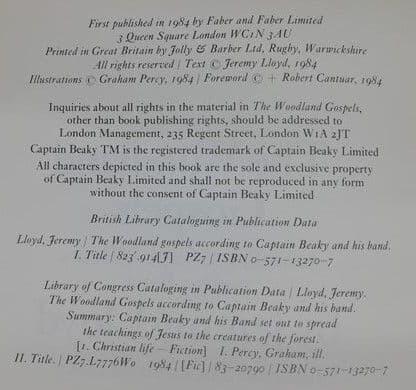 First published in 1984 by Faber and Faber Limited
3 Queen Square London WC1N 3AU
Printed in Great Britain by Jolly & Barber Ltd, Rugby, Warwickshire
All rights reserved | Text © Jeremy Lloyd, 1984
Illustrations © Graham Percy, 1984 | Foreword © + Robert Cantuar, 1984
Inquiries about all rights in the material in The Woodland Gospels,
other than book publishing rights, should be addressed to
London Management, 235 Regent Street, London W1A 2JT
Captain Beaky TM is the registered trademark of Captain Beaky Limited
All characters depicted in this book are the sole and exclusive property
of Captain Beaky Limited and shall not be reproduced in any form
without the consent of Captain Beaky Limited
British Library Cataloguing in Publication Data
Lloyd, Jeremy | The Woodland gospels according to Captain Beaky and his band.
I. Title | 823'.914[J] PZ7 | ISBN 0-571-13270-7
Library of Congress Cataloging in Publication Data | Lloyd, Jeremy.
The Woodland Gospels according to Captain Beaky and his band.
Summary: Captain Beaky and his Band set out to spread
the teachings of Jesus to the creatures of the forest.
[1. Christian life – Fiction] I. Percy, Graham, ill.
II. Title. | PZ7.L7776Wo 1984 | [Fic] | 83-20790 | ISBN 0-571-13270-7